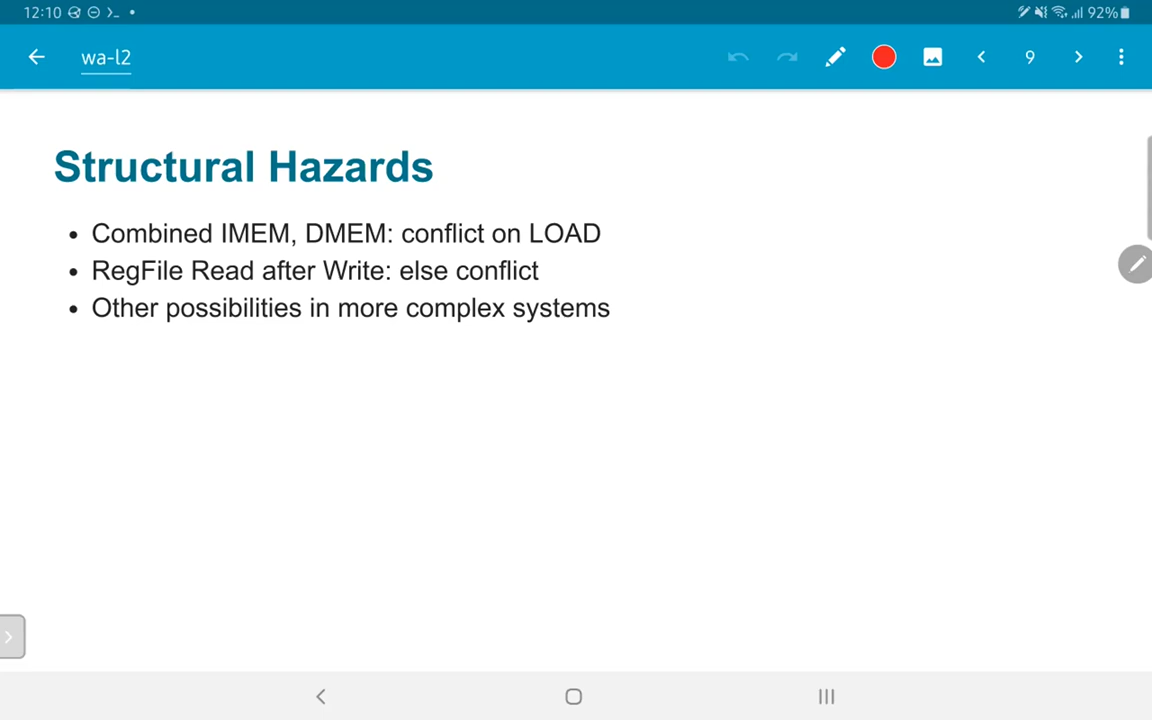 12:10 92%
wa-l2 9
Structural Hazards
• Combined IMEM, DMEM: conflict on LOAD
• RegFile Read after Write: else conflict
• Other possibilities in more complex systems